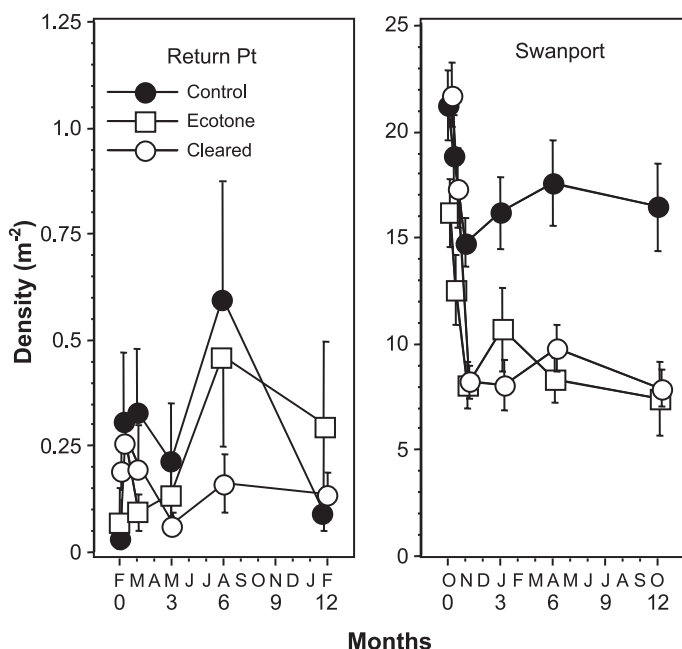 Density (m-2)
1.25
1.0
0.75
0.5
0.25
0
Return Pt
Control
Ecotone
Cleared
F M A M J J A S O N D J F
0 3 6 9 12
25
20
15
10
5
0
Swanport
O N D J F M A M J J A S O
0 3 6 9 12
Months